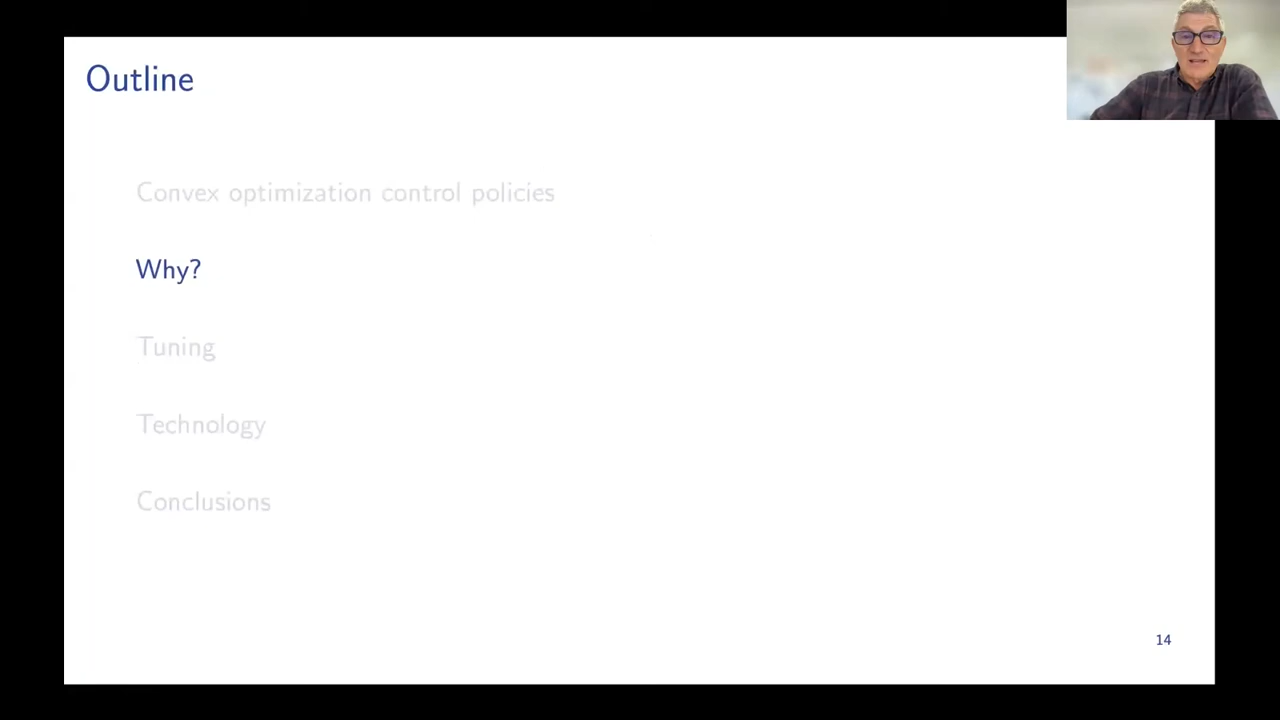 Outline
Convex optimization control policies
Why?
Tuning
Technology
Conclusions
14